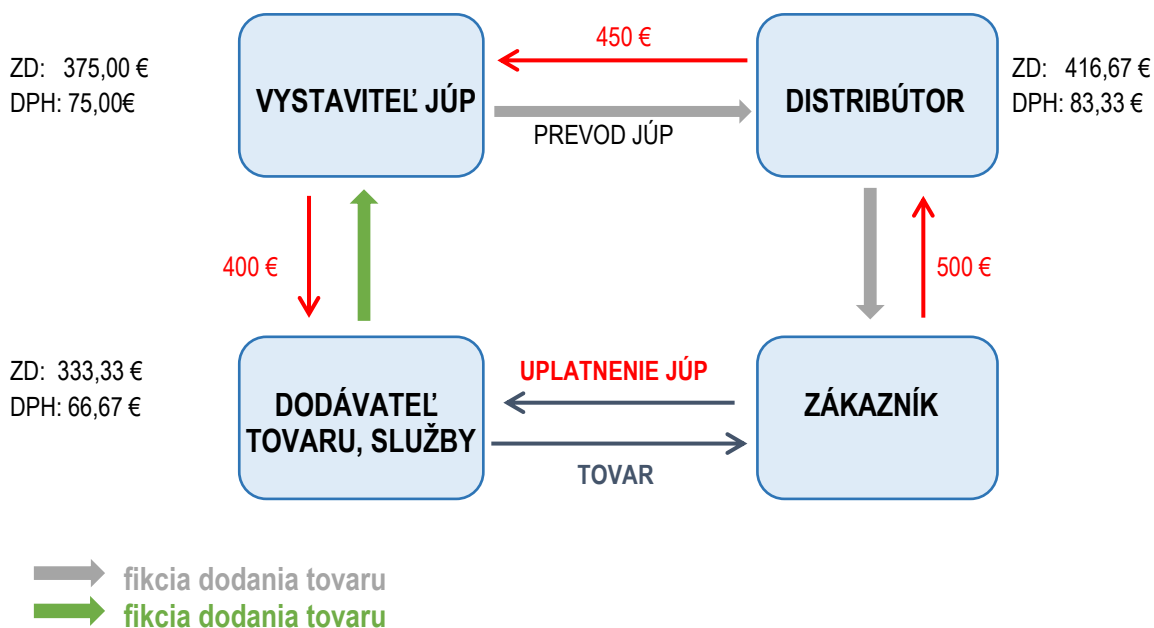 450 €
ZD: 375,00 €
DPH: 75,00€
VYSTAVITEĽ JÚP
DISTRIBÚTOR
ZD: 416,67 €
DPH: 83,33 €
PREVOD JÚP
400 €
500 €
ZD: 333,33 €
DPH: 66,67 €
UPLATNENIE JÚP
DODÁVATEĽ
TOVARU, SLUŽBY
ZÁKAZNÍK
TOVAR
fikcia dodania tovaru
fikcia dodania tovaru